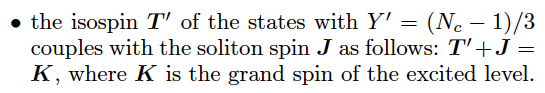 • the isospin T′ of the states with Y′ = (Nc − 1)/3
couples with the soliton spin J as follows: T′+J =
K, where K is the grand spin of the excited level.